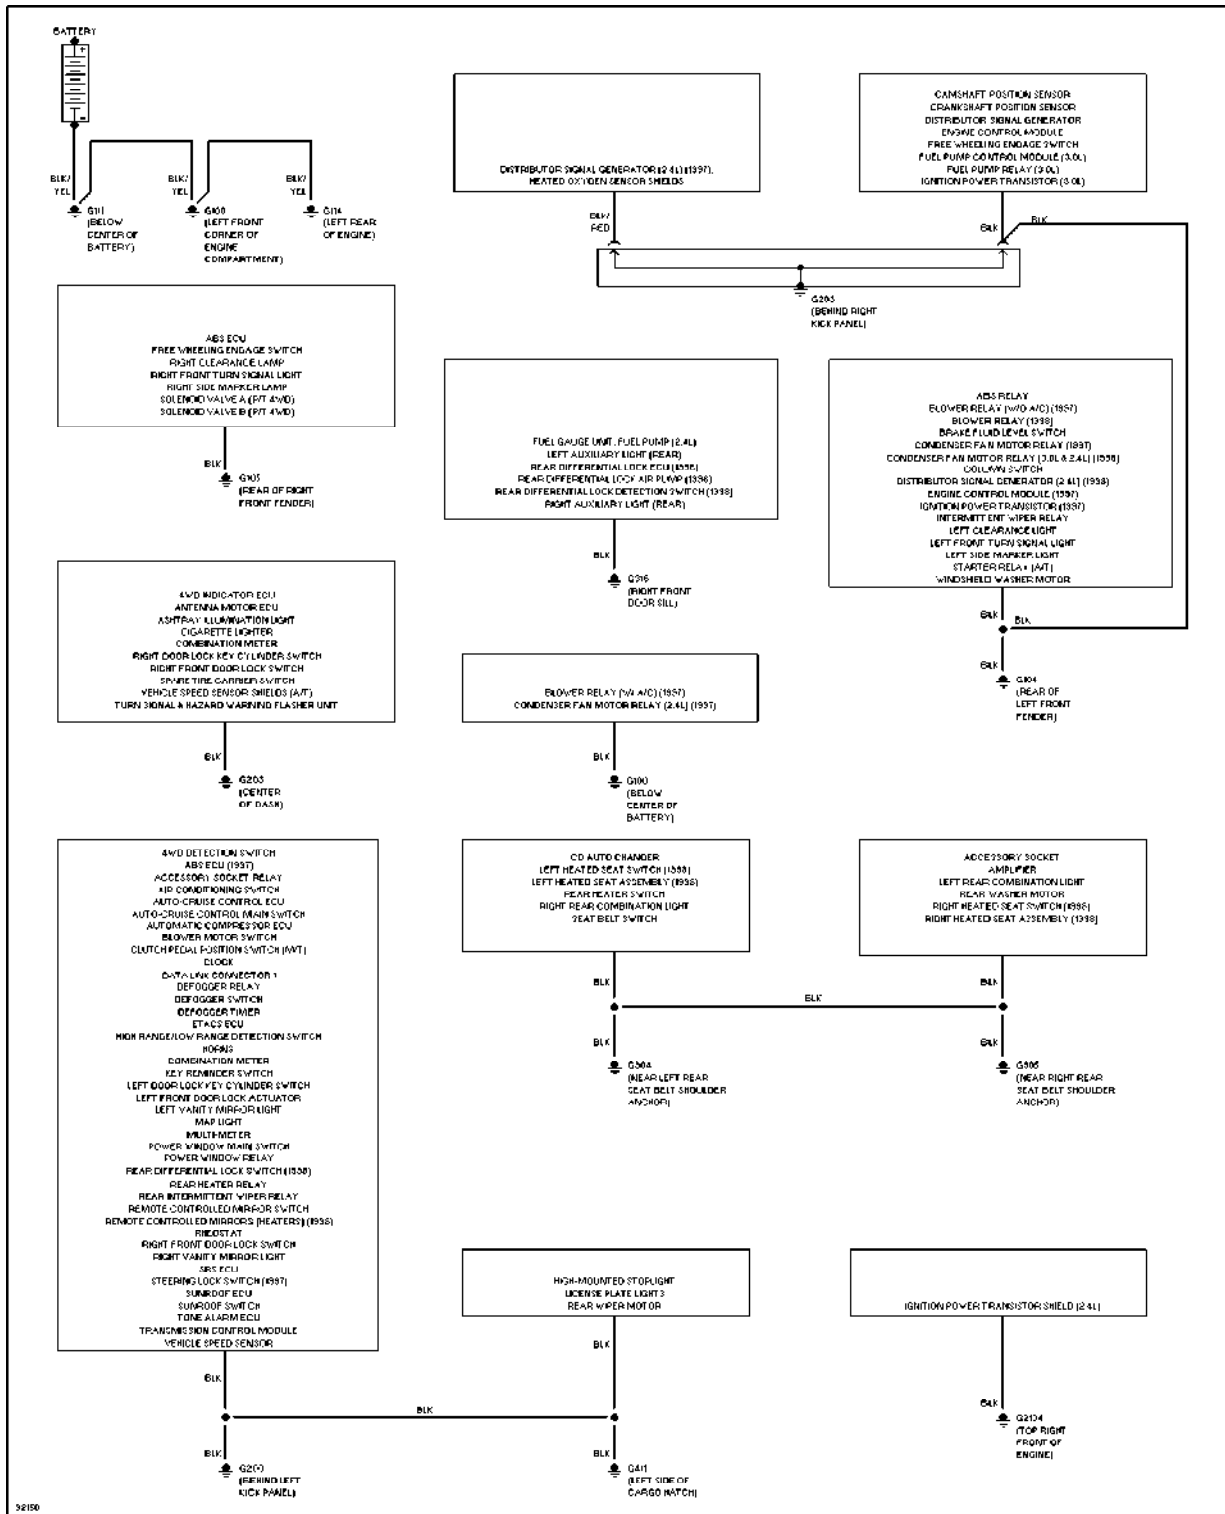 BATTERY
BLK/
YEL
BLK/
YEL
BLK/
YEL
G111
(BELOW
CENTER OF
BATTERY)
(LEFT FRONT
CORNER OF
ENGINE
COMPARTMENT)
G114
(LEFT REAR
OF ENGINE)
DISTRIBUTOR SIGNAL GENERATOR (2.4L) (1997),
HEATED OXYGEN SENSOR SHIELDS
BLK/
RED
CAMSHAFT POSITION SENSOR
CRANKSHAFT POSITION SENSOR
DISTRIBUTOR SIGNAL GENERATOR
ENGINE CONTROL MODULE
FREE WHEELING ENGAGE SWITCH
FUEL PUMP CONTROL MODULE (3.0L)
FUEL PUMP RELAY (3.0L)
IGNITION POWER TRANSISTOR (3.0L)
BLK
BLK
(BEHIND RIGHT
KICK PANEL)
ABS ECU
FREE WHEELING ENGAGE SWITCH
RIGHT CLEARANCE LAMP
RIGHT FRONT TURN SIGNAL LIGHT
RIGHT SIDE MARKER LAMP
SOLENOID VALVE A (P/T 4WD)
SOLENOID VALVE B (P/T 4WD)
BLK
(REAR OF RIGHT
FRONT FENDER)
FUEL GAUGE UNIT, FUEL PUMP (2.4L)
LEFT AUXILIARY LIGHT (REAR)
REAR DIFFERENTIAL LOCK ECU (1998)
REAR DIFFERENTIAL LOCK AIR PUMP (1998)
REAR DIFFERENTIAL LOCK DETECTION SWITCH (1998)
RIGHT AUXILIARY LIGHT (REAR)
BLK
(RIGHT FRONT
DOOR SILL)
ABS RELAY
BLOWER RELAY (W/O A/C) (1997)
BLOWER RELAY (1998)
BRAKE FLUID LEVEL SWITCH
CONDENSER FAN MOTOR RELAY (1997)
CONDENSER FAN MOTOR RELAY (3.0L & 2.4L) (1998)
COLUMN SWITCH
DISTRIBUTOR SIGNAL GENERATOR (2.4L) (1998)
ENGINE CONTROL MODULE (1997)
IGNITION POWER TRANSISTOR (1997)
INTERMITTENT WIPER RELAY
LEFT CLEARANCE LIGHT
LEFT FRONT TURN SIGNAL LIGHT
LEFT SIDE MARKER LIGHT
STARTER RELAY (A/T)
WINDSHIELD WASHER MOTOR
BLK
BLK
BLK
G104
(REAR OF
LEFT FRONT
FENDER)
4WD INDICATOR ECU
ANTENNA MOTOR ECU
ASHTRAY ILLUMINATION LIGHT
CIGARETTE LIGHTER
COMBINATION METER
RIGHT DOOR LOCK KEY CYLINDER SWITCH
RIGHT FRONT DOOR LOCK SWITCH
SPARE TIRE CARRIER SWITCH
VEHICLE SPEED SENSOR SHIELDS (A/T)
TURN SIGNAL & HAZARD WARNING FLASHER UNIT
BLK
G203
(CENTER
OF DASH)
BLOWER RELAY (W/ A/C) (1997)
CONDENSER FAN MOTOR RELAY (2.4L) (1997)
BLK
G100
(BELOW
CENTER OF
BATTERY)
4WD DETECTION SWITCH
ABS ECU (1997)
ACCESSORY SOCKET RELAY
AIR CONDITIONING SWITCH
AUTO-CRUISE CONTROL ECU
AUTO-CRUISE CONTROL MAIN SWITCH
AUTOMATIC COMPRESSOR ECU
BLOWER MOTOR SWITCH
CLUTCH PEDAL POSITION SWITCH (M/T)
CLOCK
DATA LINK CONNECTOR 1
DEFOGGER RELAY
DEFOGGER SWITCH
DEFOGGER TIMER
ETACS ECU
HIGH RANGE/LOW RANGE DETECTION SWITCH
HORNS
COMBINATION METER
KEY REMINDER SWITCH
LEFT DOOR LOCK KEY CYLINDER SWITCH
LEFT FRONT DOOR LOCK ACTUATOR
LEFT VANITY MIRROR LIGHT
MAP LIGHT
MULTI-METER
POWER WINDOW MAIN SWITCH
POWER WINDOW RELAY
REAR DIFFERENTIAL LOCK SWITCH (1998)
REAR HEATER RELAY
REAR INTERMITTENT WIPER RELAY
REMOTE CONTROLLED MIRROR SWITCH
REMOTE CONTROLLED MIRRORS (HEATERS) (1998)
RHEOSTAT
RIGHT FRONT DOOR LOCK SWITCH
RIGHT VANITY MIRROR LIGHT
SRS ECU
STEERING LOCK SWITCH (1997)
SUNROOF ECU
SUNROOF SWITCH
TONE ALARM ECU
TRANSMISSION CONTROL MODULE
VEHICLE SPEED SENSOR
BLK
BLK
BLK
(BEHIND LEFT
KICK PANEL)
CD AUTO CHANGER
LEFT HEATED SEAT SWITCH (1998)
LEFT HEATED SEAT ASSEMBLY (1998)
REAR HEATER SWITCH
RIGHT REAR COMBINATION LIGHT
SEAT BELT SWITCH
BLK
BLK
BLK
G304
(NEAR LEFT REAR
SEAT BELT SHOULDER
ANCHOR)
ACCESSORY SOCKET
AMPLIFIER
LEFT REAR COMBINATION LIGHT
REAR WASHER MOTOR
RIGHT HEATED SEAT SWITCH (1998)
RIGHT HEATED SEAT ASSEMBLY (1998)
BLK
BLK
G305
(NEAR RIGHT REAR
SEAT BELT SHOULDER
ANCHOR)
HIGH-MOUNTED STOPLIGHT
LICENSE PLATE LIGHTS
REAR WIPER MOTOR
BLK
BLK
G411
(LEFT SIDE OF
CARGO HATCH)
IGNITION POWER TRANSISTOR SHIELD (2.4L)
BLK
(TOP RIGHT
FRONT OF
ENGINE)
92150